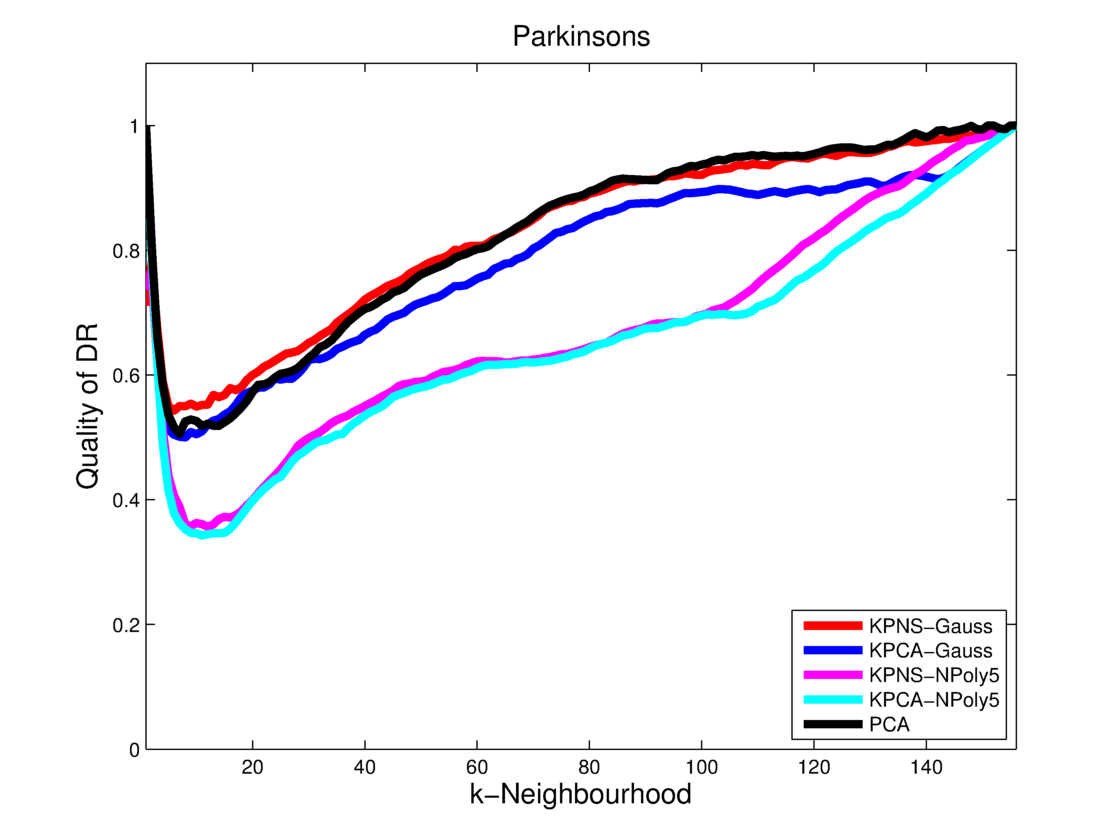 Parkinsons
Quality of DR
1
0.8
0.6
0.4
0.2
0
20 40 60 80 100 120 140
k−Neighbourhood
KPNS−Gauss
KPCA−Gauss
KPNS−NPoly5
KPCA−NPoly5
PCA